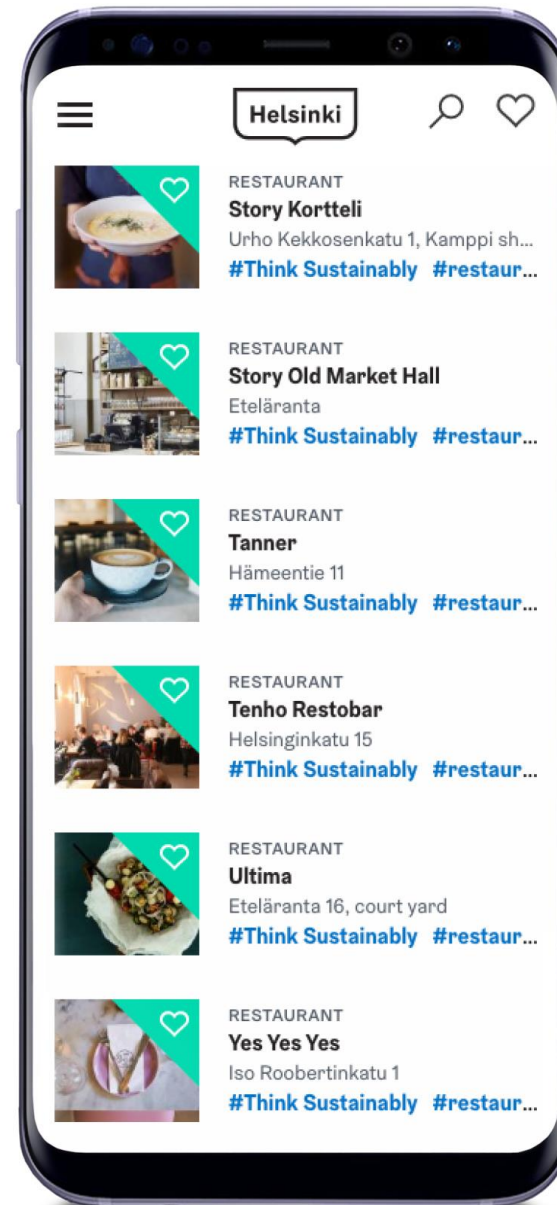 Helsinki
RESTAURANT
Story Kortteli
Urho Kekkosenkatu 1, Kamppi sh...
#Think Sustainably #restaur...
RESTAURANT
Story Old Market Hall
Eteläranta
#Think Sustainably #restaur...
RESTAURANT
Tanner
Hämeentie 11
#Think Sustainably #restaur...
RESTAURANT
Tenho Restobar
Helsinginkatu 15
#Think Sustainably #restaur...
RESTAURANT
Ultima
Eteläranta 16, court yard
#Think Sustainably #restaur...
RESTAURANT
Yes Yes Yes
Iso Roobertinkatu 1
#Think Sustainably #restaur...